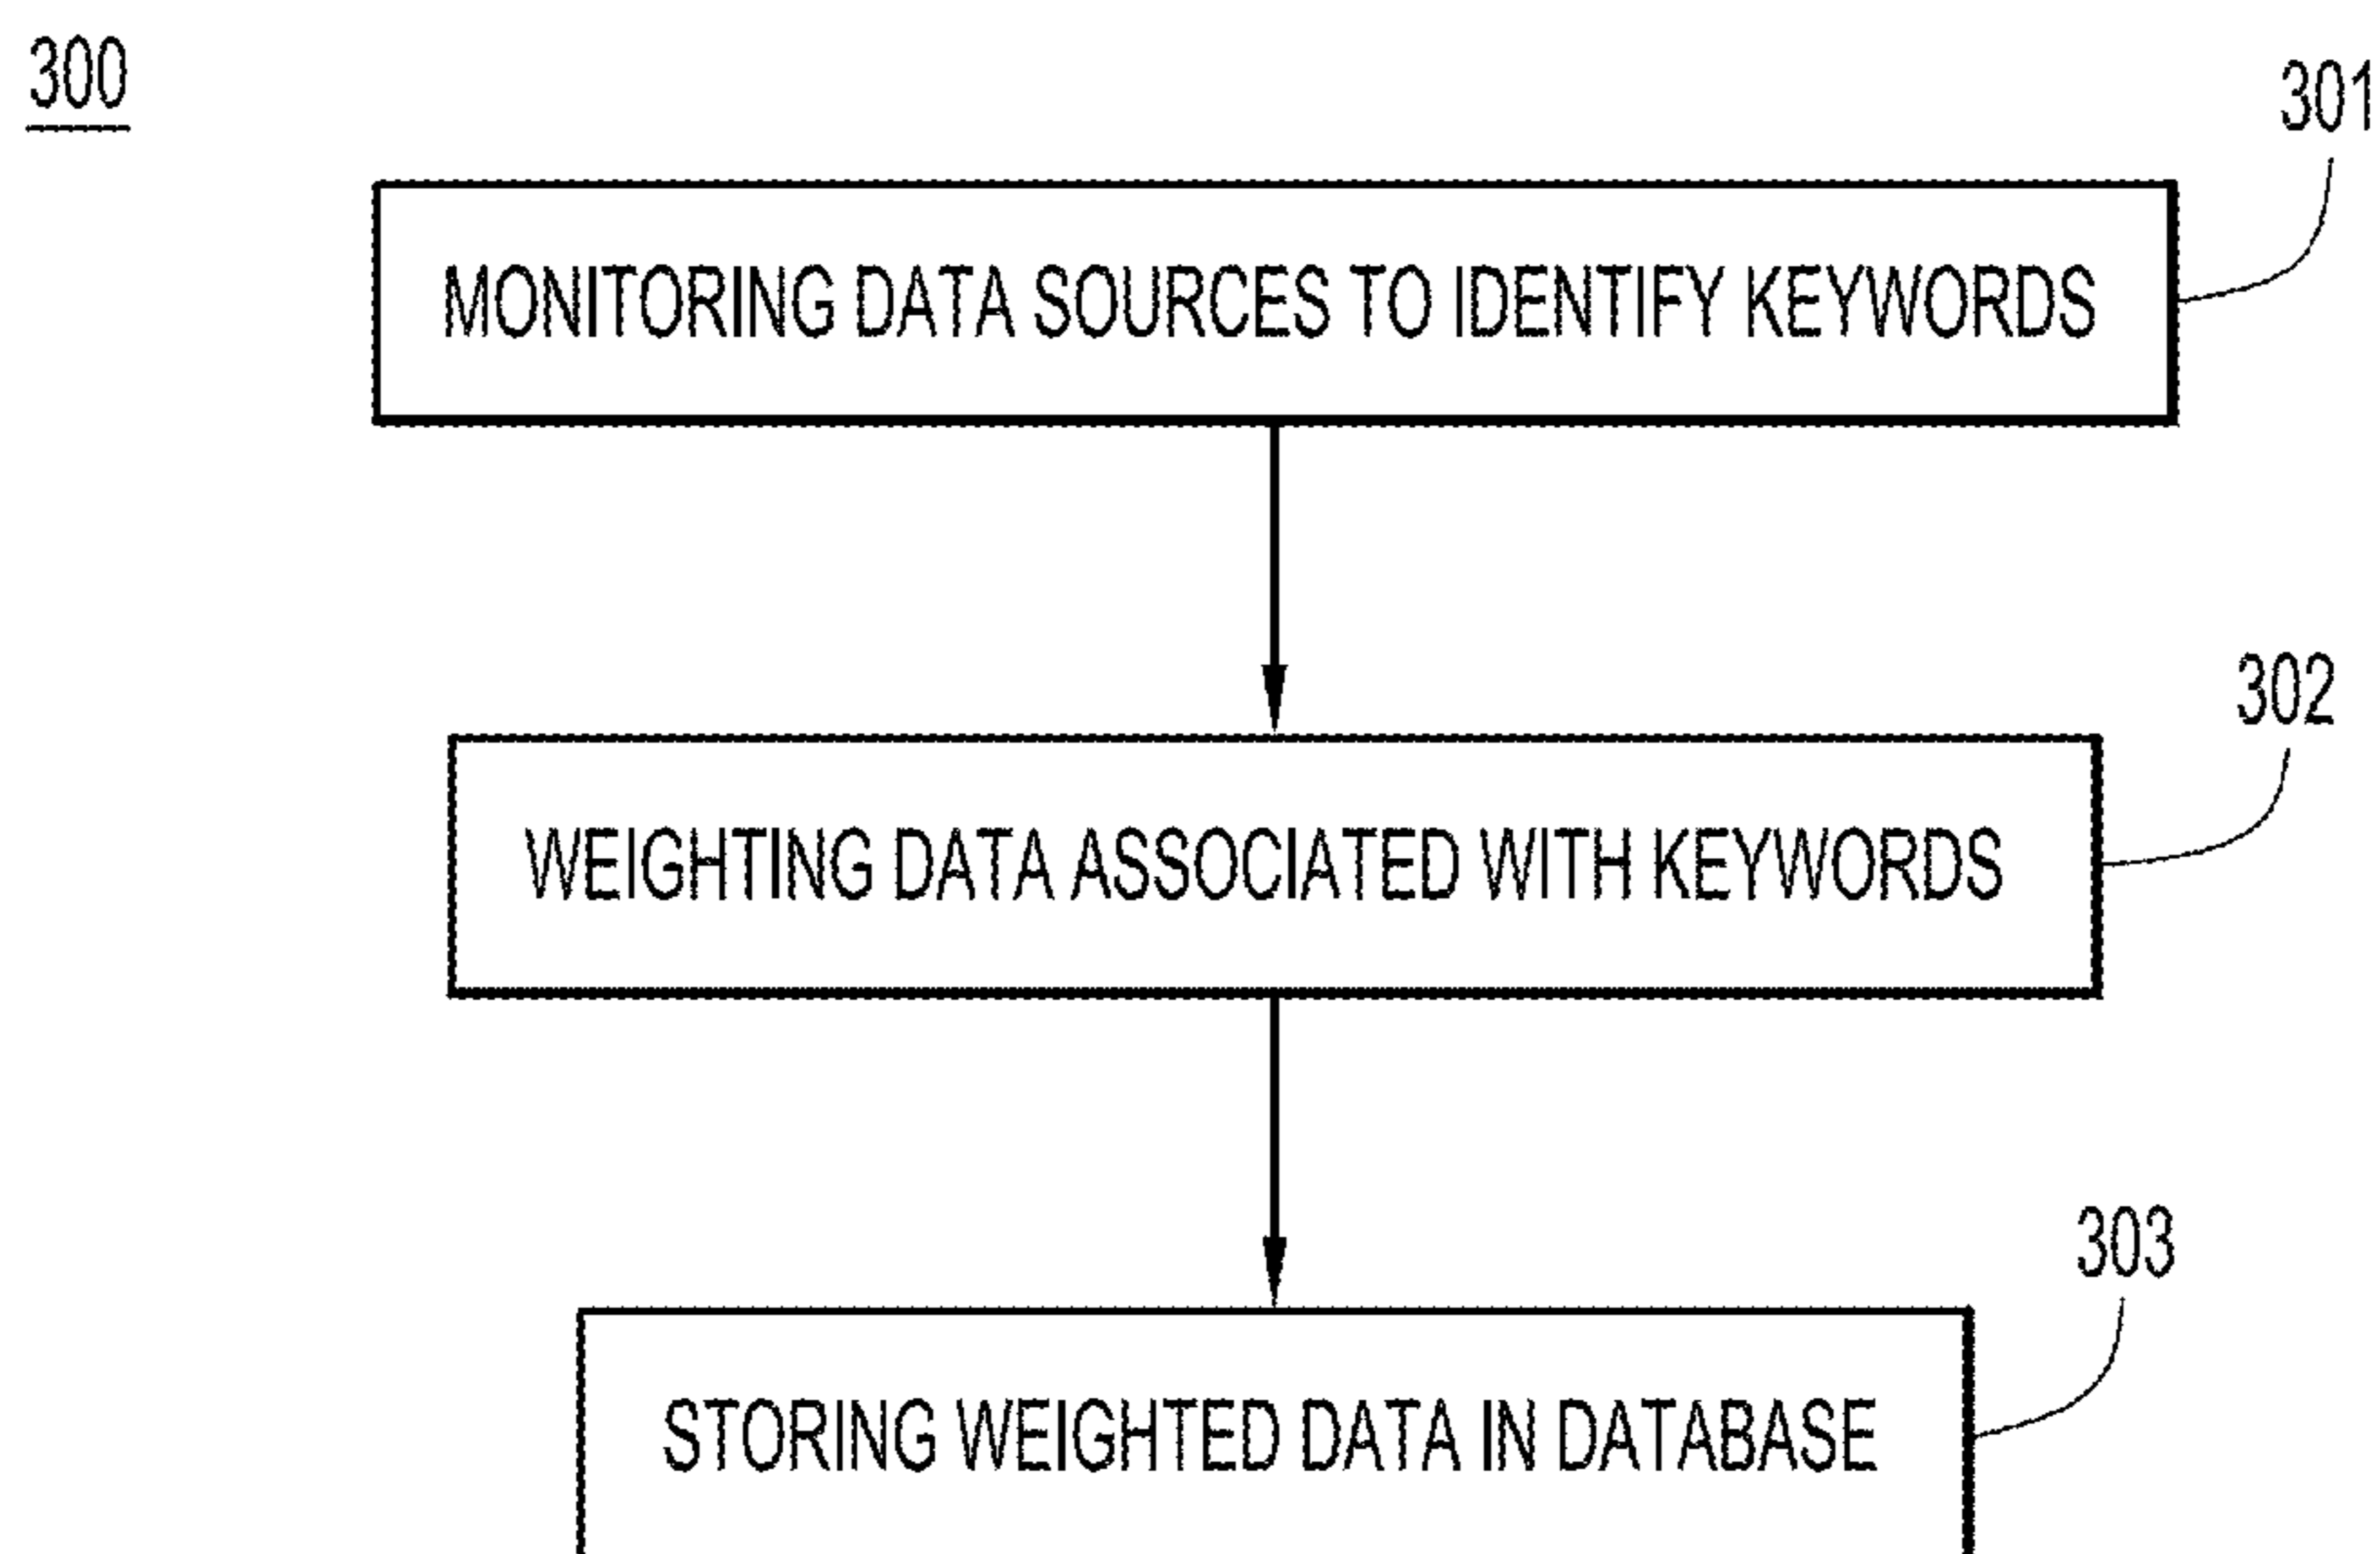 300
301
MONITORING DATA SOURCES TO IDENTIFY KEYWORDS
302
WEIGHTING DATA ASSOCIATED WITH KEYWORDS
303
STORING WEIGHTED DATA IN DATABASE